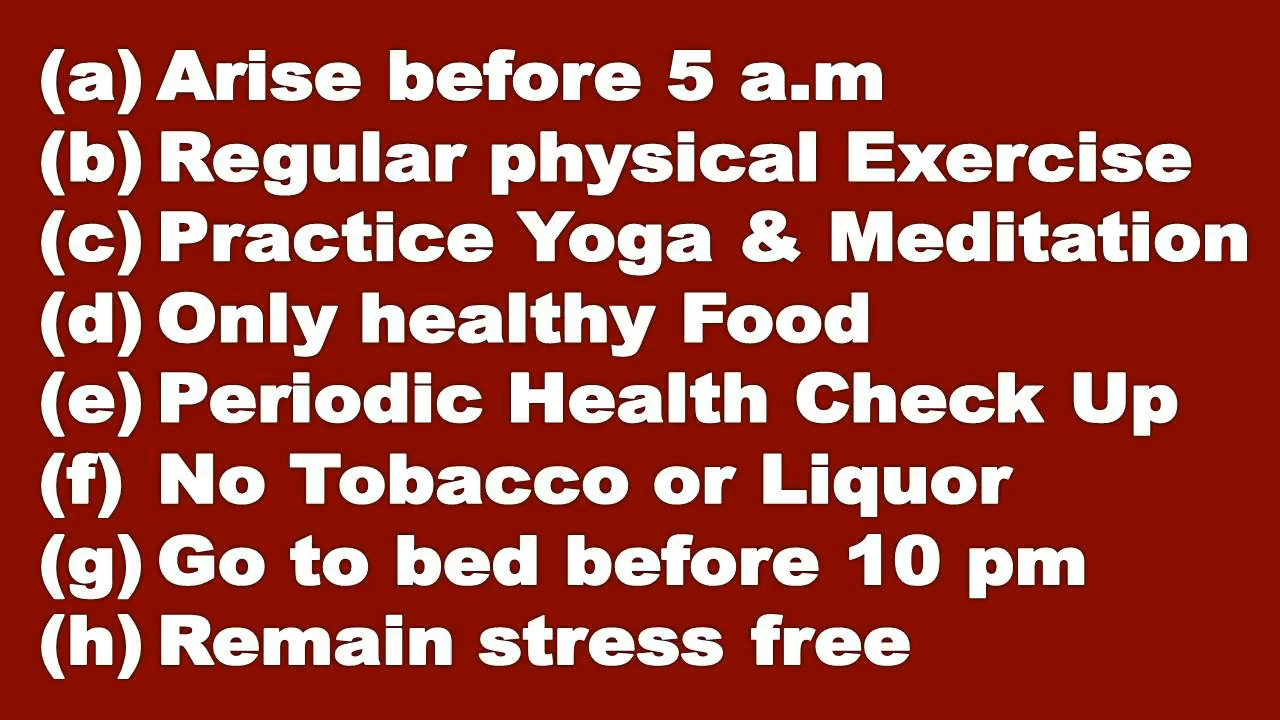 (a) Arise before 5 a.m
(b) Regular physical Exercise
(c) Practice Yoga & Meditation
(d) Only healthy Food
(e) Periodic Health Check Up
(f) No Tobacco or Liquor
(g) Go to bed before 10 pm
(h) Remain stress free